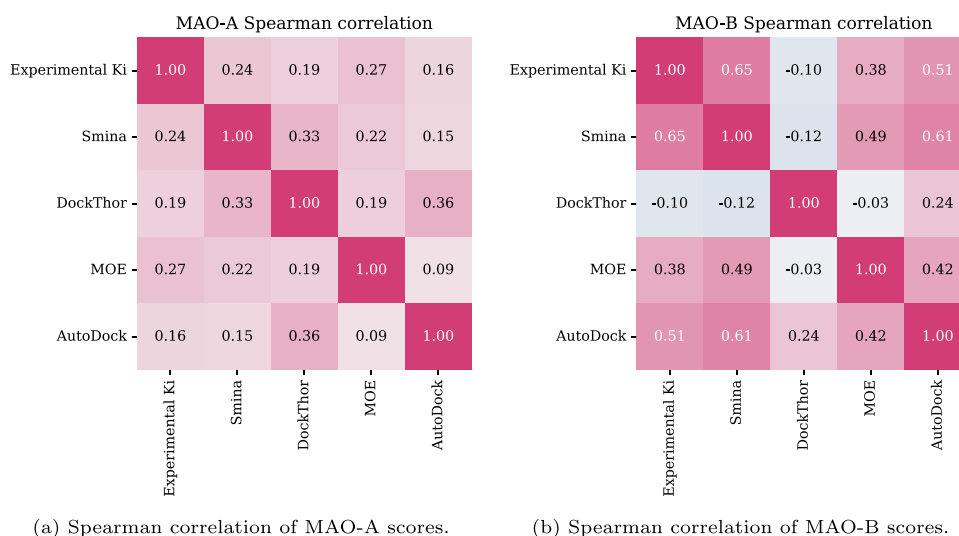 MAO-A Spearman correlation
Experimental Ki 1.00 0.24 0.19 0.27 0.16
Smina 0.24 1.00 0.33 0.22 0.15
DockThor 0.19 0.33 1.00 0.19 0.36
MOE 0.27 0.22 0.19 1.00 0.09
AutoDock 0.16 0.15 0.36 0.09 1.00
Experimental Ki Smina DockThor MOE AutoDock
(a) Spearman correlation of MAO-A scores.
MAO-B Spearman correlation
Experimental Ki 1.00 0.65 -0.10 0.38 0.51
Smina 0.65 1.00 -0.12 0.49 0.61
DockThor -0.10 -0.12 1.00 -0.03 0.24
MOE 0.38 0.49 -0.03 1.00 0.42
AutoDock 0.51 0.61 0.24 0.42 1.00
Experimental Ki Smina DockThor MOE AutoDock
(b) Spearman correlation of MAO-B scores.